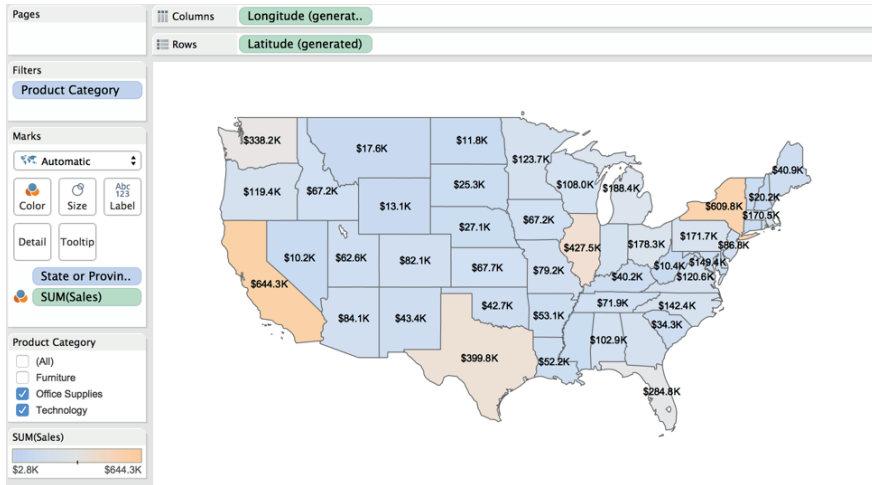 Pages
Columns
Longitude (generat..
Rows
Latitude (generated)
Filters
Product Category
Marks
Automatic
Color
Size
Abc
123
Label
Detail
Tooltip
State or Provin..
SUM(Sales)
Product Category
(All)
Furniture
Office Supplies
Technology
SUM(Sales)
$2.8K
$644.3K
$338.2K
$17.6K
$11.8K
$123.7K
$40.9K
$119.4K
$67.2K
$25.3K
$108.0K
$188.4K
$20.2K
$13.1K
$609.8K
$170.5K
$27.1K
$67.2K
$171.7K
$86.8K
$10.2K
$62.6K
$82.1K
$67.7K
$79.2K
$427.5K
$178.3K
$10.4K
$149.4K
$40.2K
$120.6K
$644.3K
$84.1K
$43.4K
$42.7K
$53.1K
$71.9K
$142.4K
$34.3K
$102.9K
$399.8K
$52.2K
$284.8K